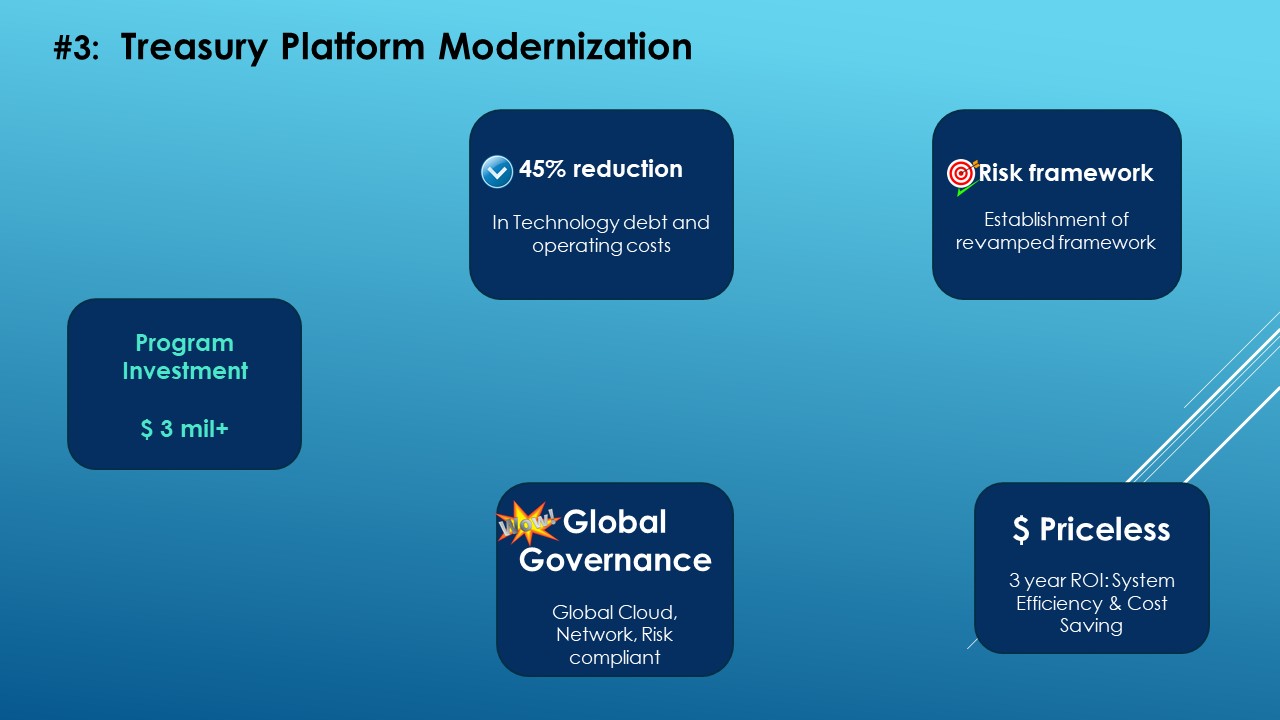 #3: Treasury Platform Modernization
45% reduction
In Technology debt and
operating costs
Risk framework
Establishment of
revamped framework
Program
Investment
$ 3 mil+
Wow!
Global
Governance
Global Cloud,
Network, Risk
compliant
$ Priceless
3 year ROI: System
Efficiency & Cost
Saving